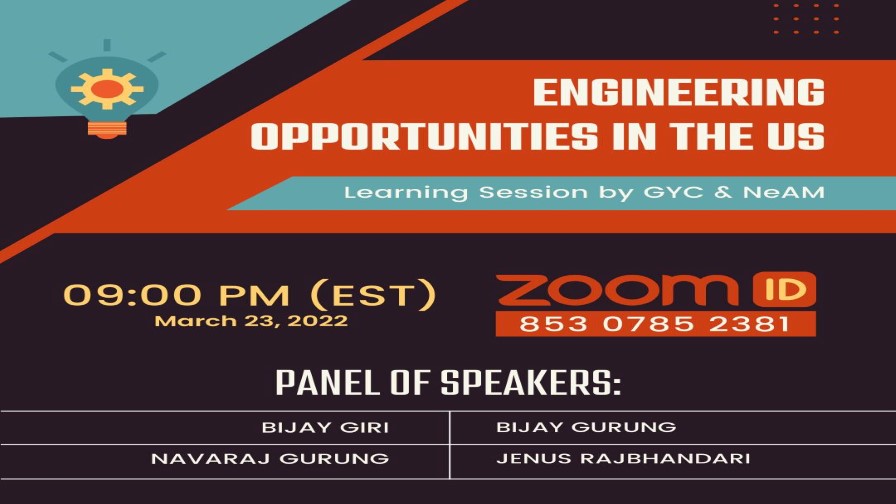 ENGINEERING
OPPORTUNITIES IN THE US
Learning Session by GYC & NeAM
09:00 PM (EST)
March 23, 2022
zoom ID
853 0785 2381
PANEL OF SPEAKERS:
BIJAY GIRI
BIJAY GURUNG
NAVARAJ GURUNG
JENUS RAJBHANDARI